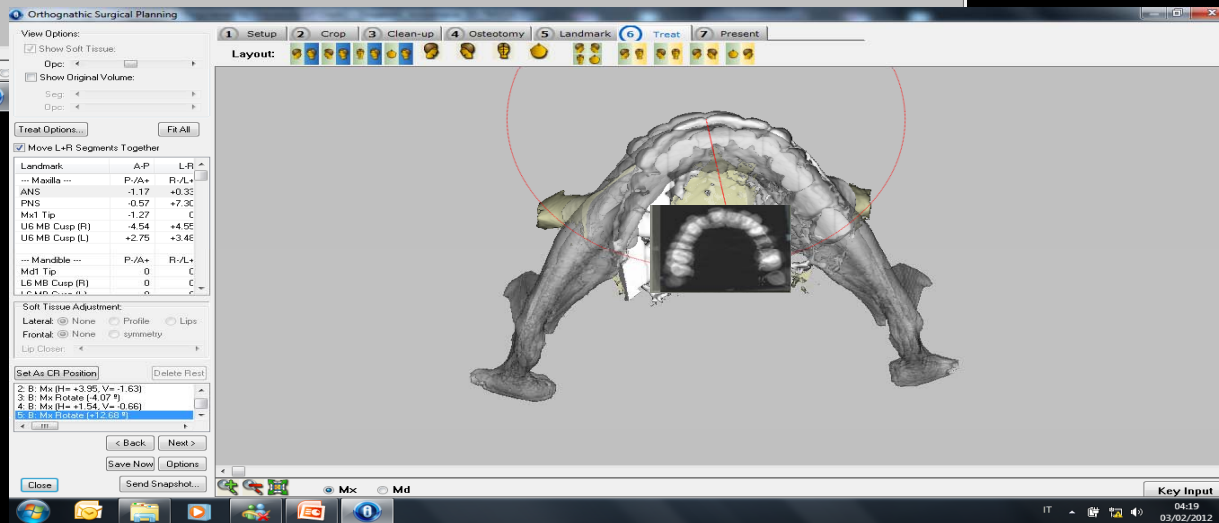 Orthognathic Surgical Planning
View Options:
Show Soft Tissue:
Opc:
Show Original Volume:
Seg:
Opc:
Treat Options... Fit All
Move L+R Segments Together
Landmark A-P L-R
--- Maxilla --- P-/A+ R-/L+
ANS -1.17 +0.33
PNS -0.57 +7.30
Mx1 Tip -1.27
U6 MB Cusp (R) -4.54 +4.55
U6 MB Cusp (L) +2.75 +3.48
--- Mandible --- P-/A+ R-/L+
Md1 Tip 0
L6 MB Cusp (R) 0
Soft Tissue Adjustment:
Lateral: None Profile Lips
Frontal: None symmetry
Lip Closer:
Set As CR Position Delete Rest
2: B: Mx (H= +3.95, V= -1.63)
3: B: Mx Rotate (-4.07 º)
4: B: Mx (H= +1.54, V= -0.66)
5: B: Mx Rotate (+12.68 º)
< Back Next >
Save Now Options
Close Send Snapshot...
1 Setup 2 Crop 3 Clean-up 4 Osteotomy 5 Landmark 6 Treat 7 Present
Layout:
Mx Md
Key Input
IT 04:19
03/02/2012